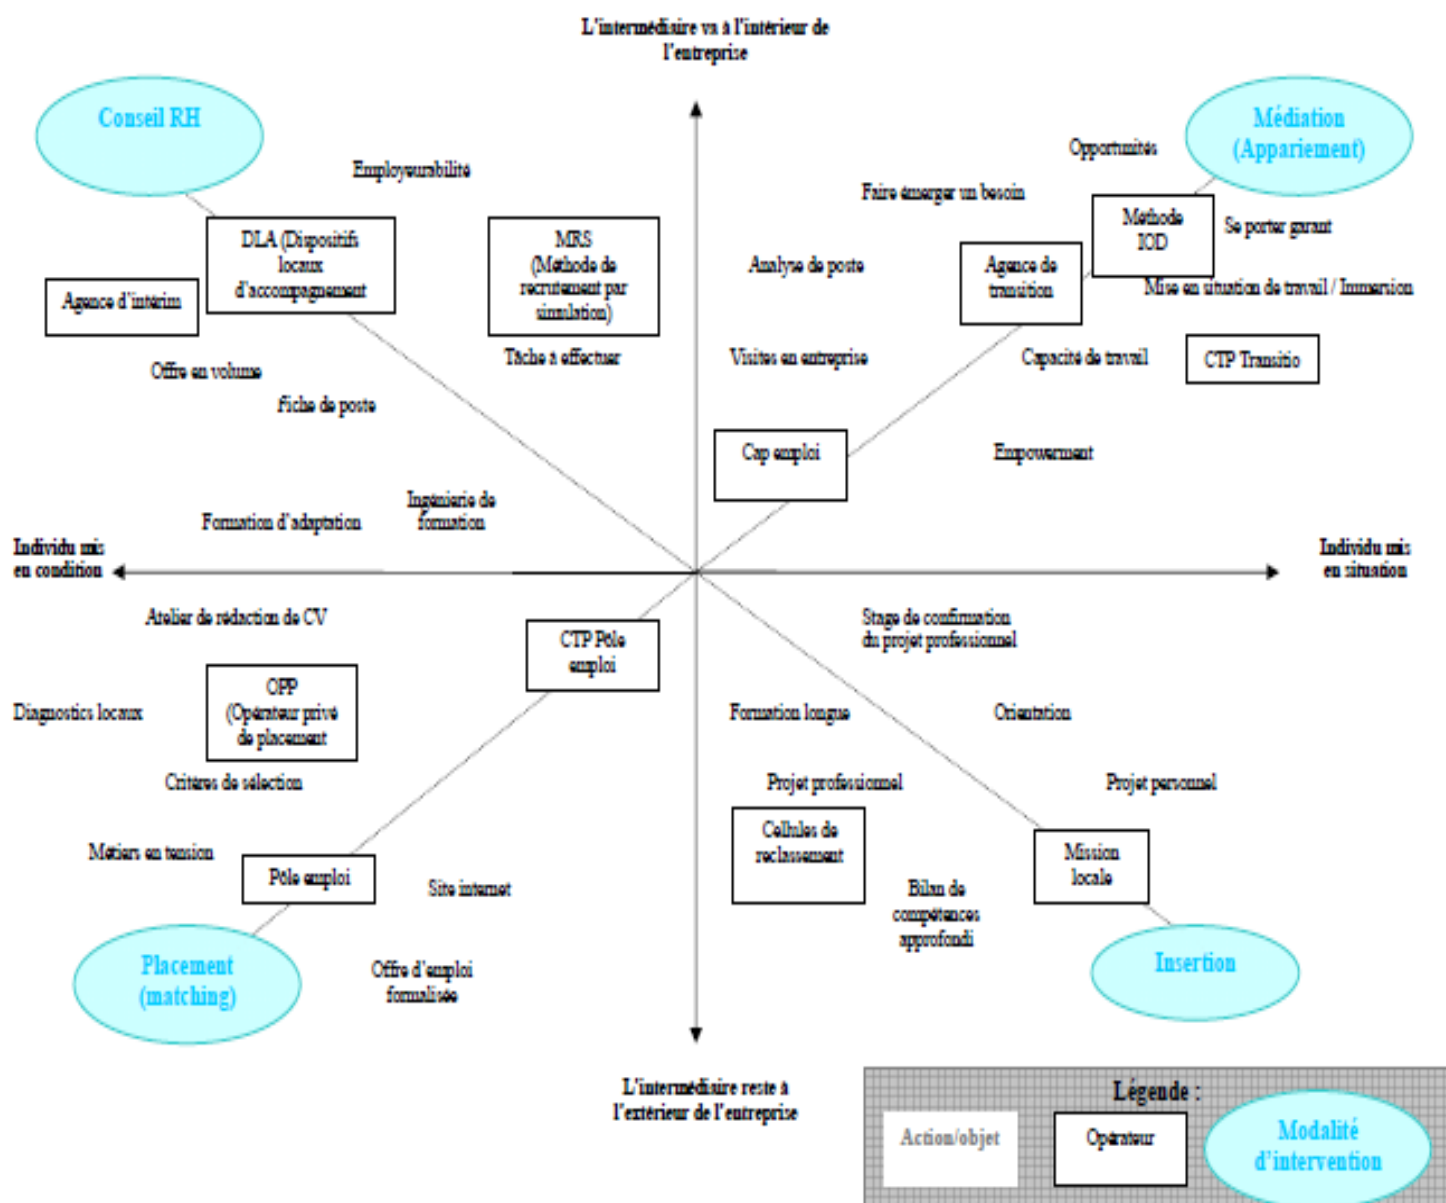 L'intermédiaire va à l'intérieur de
l'entreprise
Conseil RH
Médiation
(Appariement)
Opportunités
Employeurabilité
Faire émerger un besoin
DLA (Dispositifs
locaux
d'accompagnement
MRS
(Méthode de
recrutement par
simulation)
Méthode
IOD
Se porter garant
Analyse de poste
Agence de
transition
Agence d'intérim
Mise en situation de travail / Immersion
Tâche à effectuer
Visites en entreprise
Capacité de travail
CTP Transitio
Offre en volume
Fiche de poste
Cap emploi
Empowerment
Ingénierie de
formation
Formation d'adaptation
Individu mis
en condition
Individu mis
en situation
Atelier de rédaction de CV
CTP Pôle
emploi
Stage de confirmation
du projet professionnel
Diagnostics locaux
OPP
(Opérateur privé
de placement
Formation longue
Orientation
Critères de sélection
Projet professionnel
Projet personnel
Cellules de
reclassement
Mission
locale
Métiers en tension
Pôle emploi
Site internet
Bilan de
compétences
approfondi
Placement
(matching)
Offre d'emploi
formalisée
Insertion
L'intermédiaire reste à
l'extérieur de l'entreprise
Légende :
Action/objet
Opérateur
Modalité
d'intervention